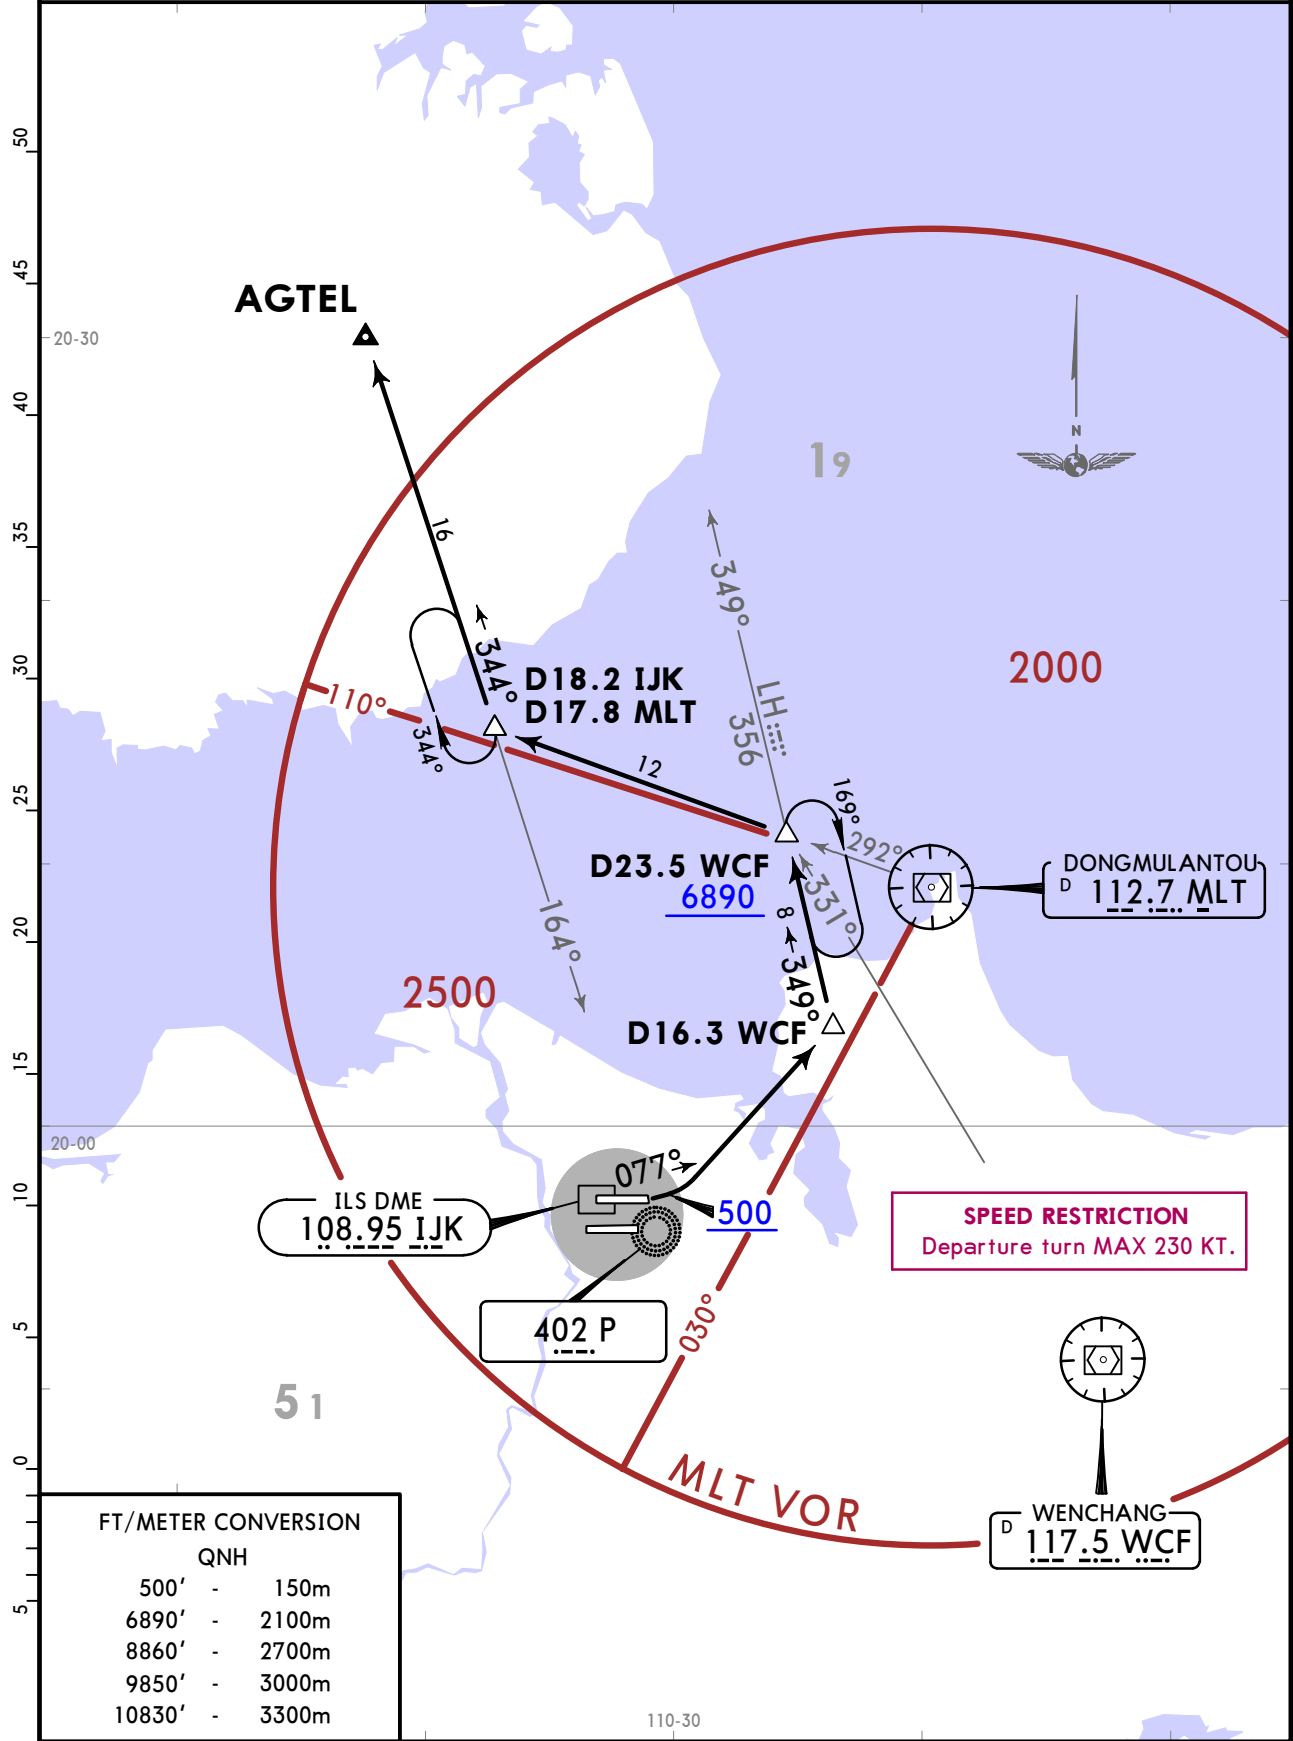 50
45
40
35
30
25
20
15
10
5
0
5
AGTEL
20-30
N
19
16
349°
2000
344°
D18.2 IJK
D17.8 MLT
110°
344°
LH
356
12
169°
292°
D23.5 WCF
6890
331°
DONGMULANTOU
D 112.7 MLT
8
164°
349°
2500
D16.3 WCF
20-00
077°
ILS DME
108.95 IJK
500
SPEED RESTRICTION
Departure turn MAX 230 KT.
402 P
030°
51
MLT VOR
WENCHANG
D 117.5 WCF
FT/METER CONVERSION
QNH
500' - 150m
6890' - 2100m
8860' - 2700m
9850' - 3000m
10830' - 3300m
110-30